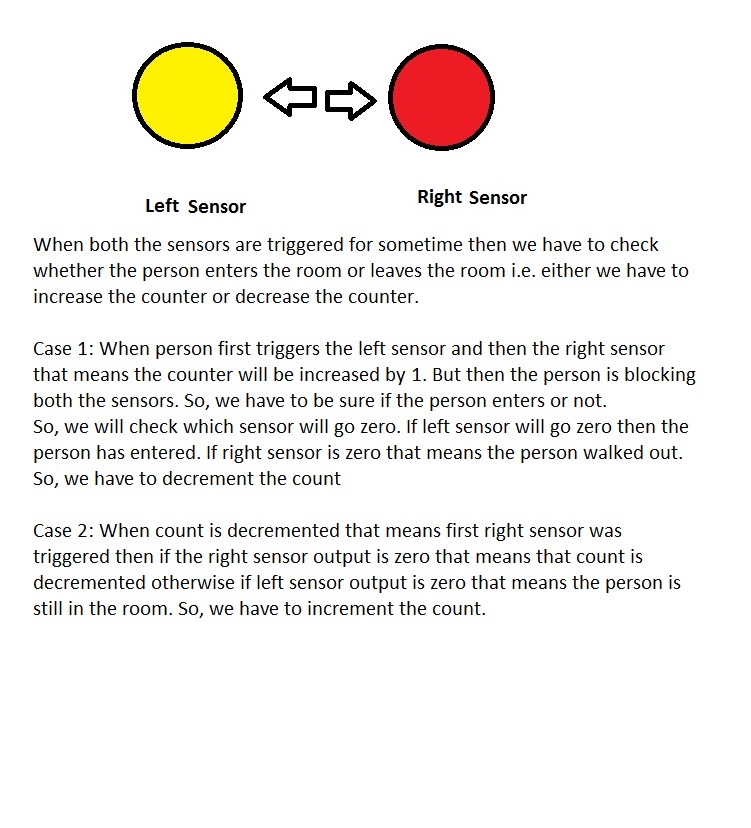 Left Sensor
Right Sensor
When both the sensors are triggered for sometime then we have to check
whether the person enters the room or leaves the room i.e. either we have to
increase the counter or decrease the counter.
Case 1: When person first triggers the left sensor and then the right sensor
that means the counter will be increased by 1. But then the person is blocking
both the sensors. So, we have to be sure if the person enters or not.
So, we will check which sensor will go zero. If left sensor will go zero then the
person has entered. If right sensor is zero that means the person walked out.
So, we have to decrement the count
Case 2: When count is decremented that means first right sensor was
triggered then if the right sensor output is zero that means that count is
decremented otherwise if left sensor output is zero that means the person is
still in the room. So, we have to increment the count.